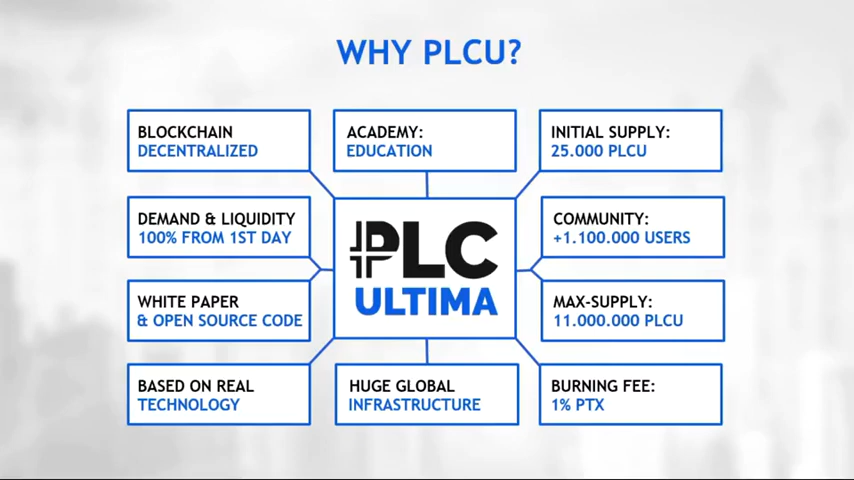 WHY PLCU?
BLOCKCHAIN
DECENTRALIZED
ACADEMY:
EDUCATION
INITIAL SUPPLY:
25.000 PLCU
DEMAND & LIQUIDITY
100% FROM 1ST DAY
PLC
ULTIMA
COMMUNITY:
+1.100.000 USERS
WHITE PAPER
& OPEN SOURCE CODE
MAX-SUPPLY:
11.000.000 PLCU
BASED ON REAL
TECHNOLOGY
HUGE GLOBAL
INFRASTRUCTURE
BURNING FEE:
1% PTX